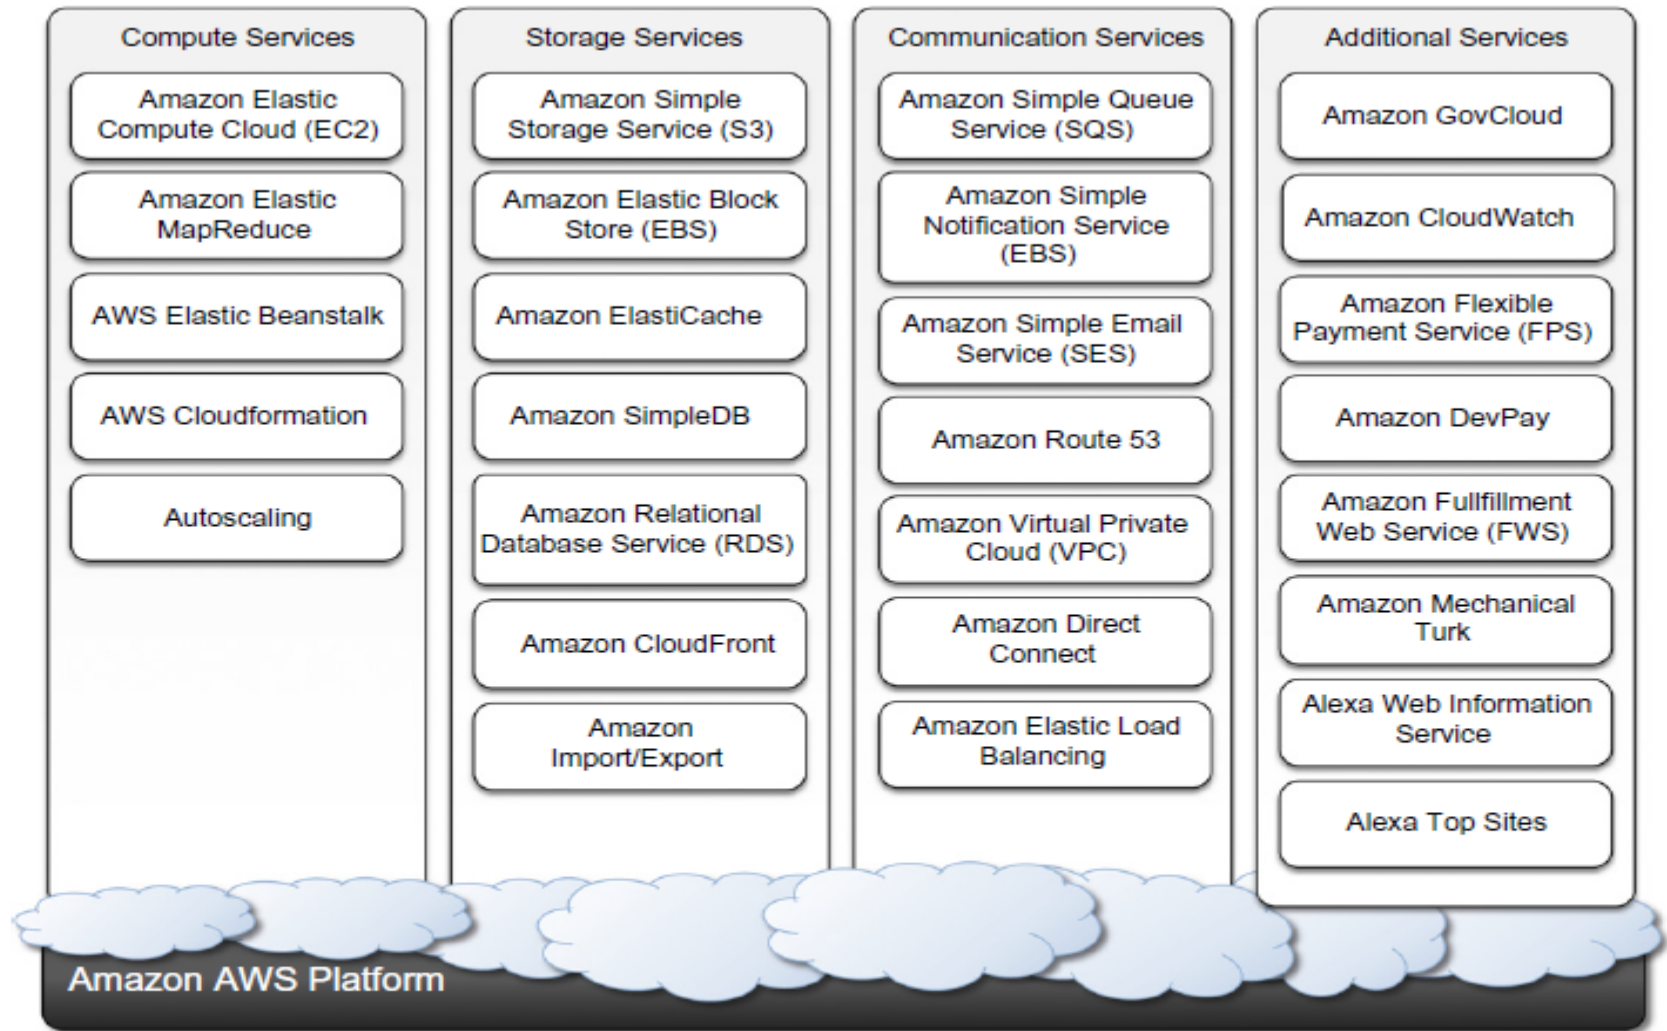 Compute Services
Amazon Elastic
Compute Cloud (EC2)
Amazon Elastic
MapReduce
AWS Elastic Beanstalk
AWS Cloudformation
Autoscaling
Storage Services
Amazon Simple
Storage Service (S3)
Amazon Elastic Block
Store (EBS)
Amazon ElastiCache
Amazon SimpleDB
Amazon Relational
Database Service (RDS)
Amazon CloudFront
Amazon
Import/Export
Communication Services
Amazon Simple Queue
Service (SQS)
Amazon Simple
Notification Service
(EBS)
Amazon Simple Email
Service (SES)
Amazon Route 53
Amazon Virtual Private
Cloud (VPC)
Amazon Direct
Connect
Amazon Elastic Load
Balancing
Additional Services
Amazon GovCloud
Amazon CloudWatch
Amazon Flexible
Payment Service (FPS)
Amazon DevPay
Amazon Fullfillment
Web Service (FWS)
Amazon Mechanical
Turk
Alexa Web Information
Service
Alexa Top Sites
Amazon AWS Platform